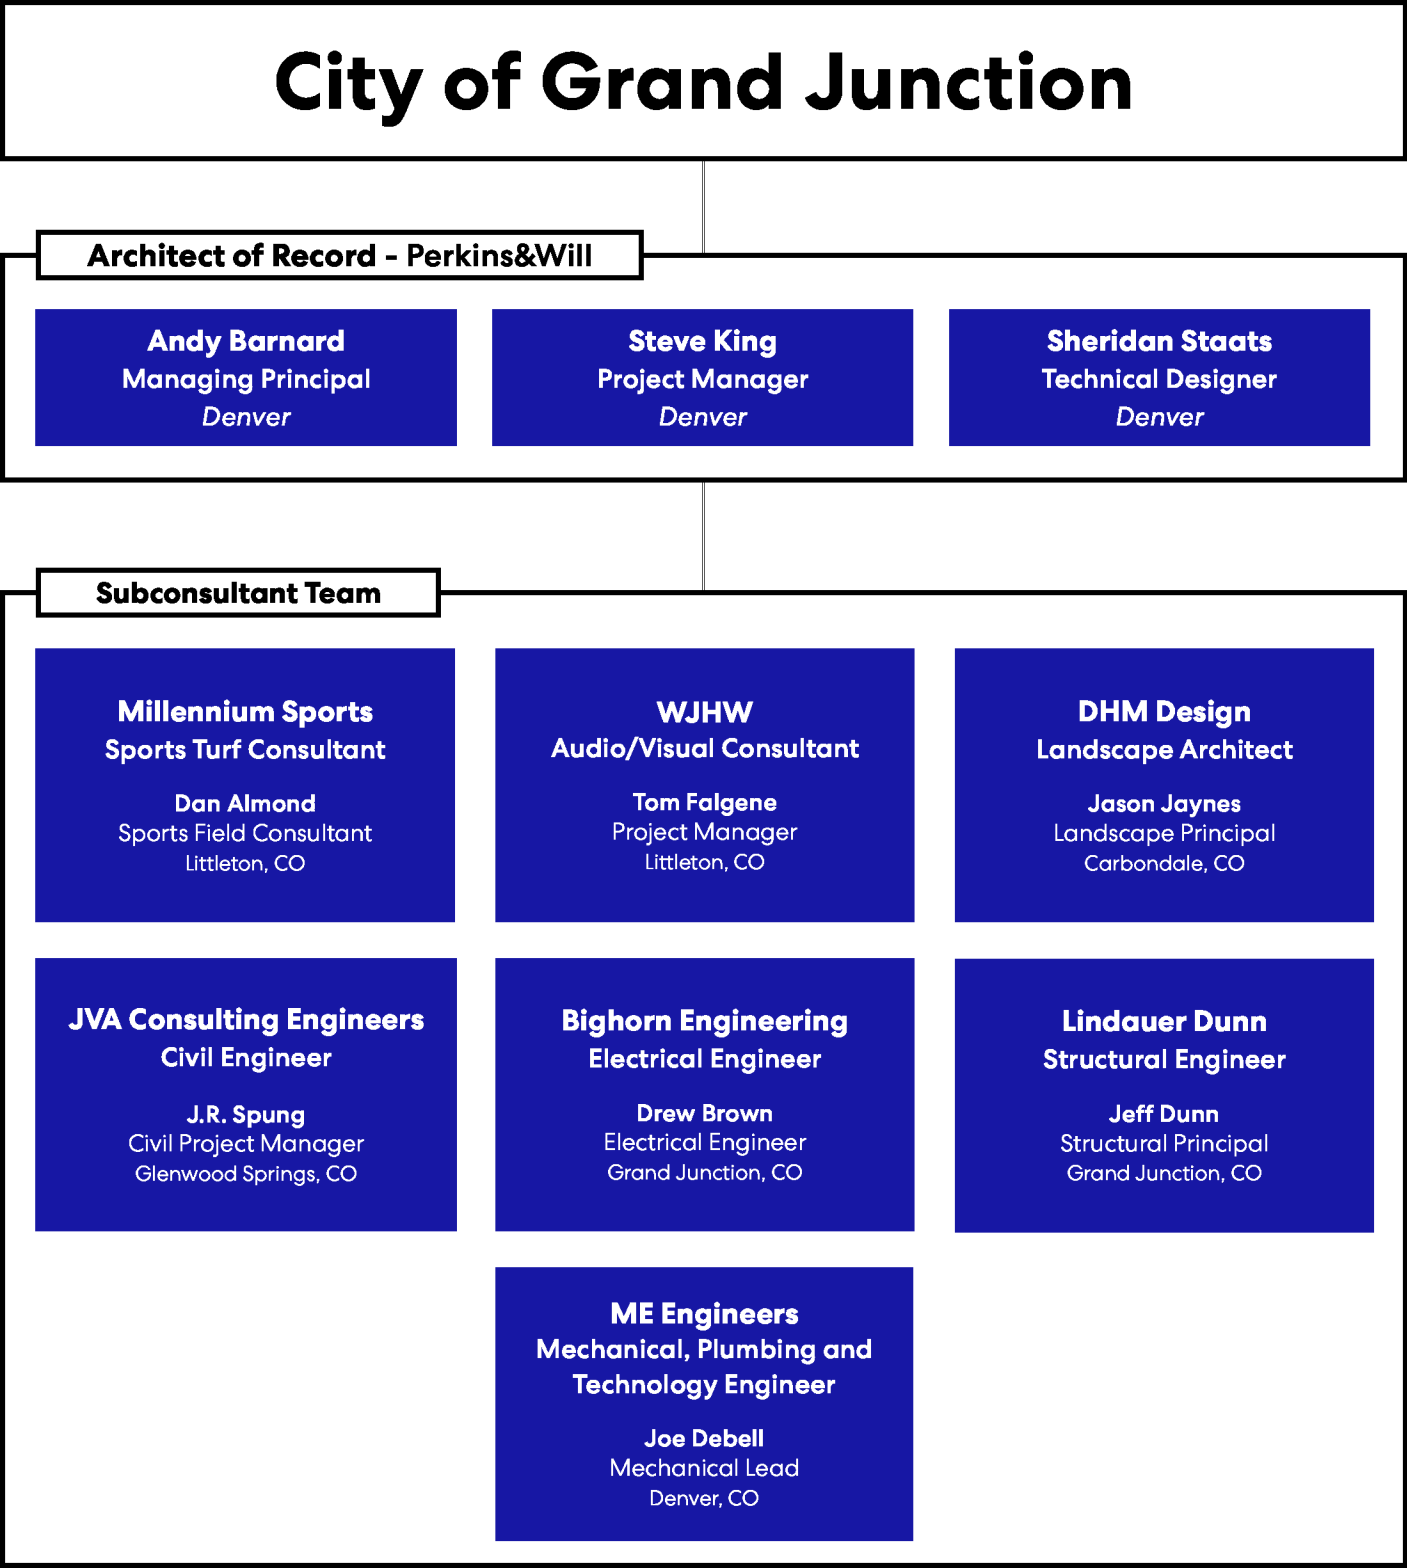 City of Grand Junction
Architect of Record - Perkins&Will
Andy Barnard
Managing Principal
Denver
Steve King
Project Manager
Denver
Sheridan Staats
Technical Designer
Denver
Subconsultant Team
Millennium Sports
Sports Turf Consultant
Dan Almond
Sports Field Consultant
Littleton, CO
WJHW
Audio/Visual Consultant
Tom Falgene
Project Manager
Littleton, CO
DHM Design
Landscape Architect
Jason Jaynes
Landscape Principal
Carbondale, CO
JVA Consulting Engineers
Civil Engineer
J.R. Spung
Civil Project Manager
Glenwood Springs, CO
Bighorn Engineering
Electrical Engineer
Drew Brown
Electrical Engineer
Grand Junction, CO
Lindauer Dunn
Structural Engineer
Jeff Dunn
Structural Principal
Grand Junction, CO
ME Engineers
Mechanical, Plumbing and
Technology Engineer
Joe Debell
Mechanical Lead
Denver, CO